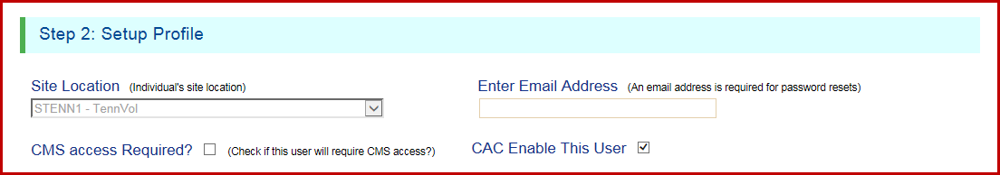 Step 2: Setup Profile
Site Location (Individual's site location)
STENN1 - TennVol
Enter Email Address (An email address is required for password resets)
CMS access Required? (Check if this user will require CMS access?)
CAC Enable This User